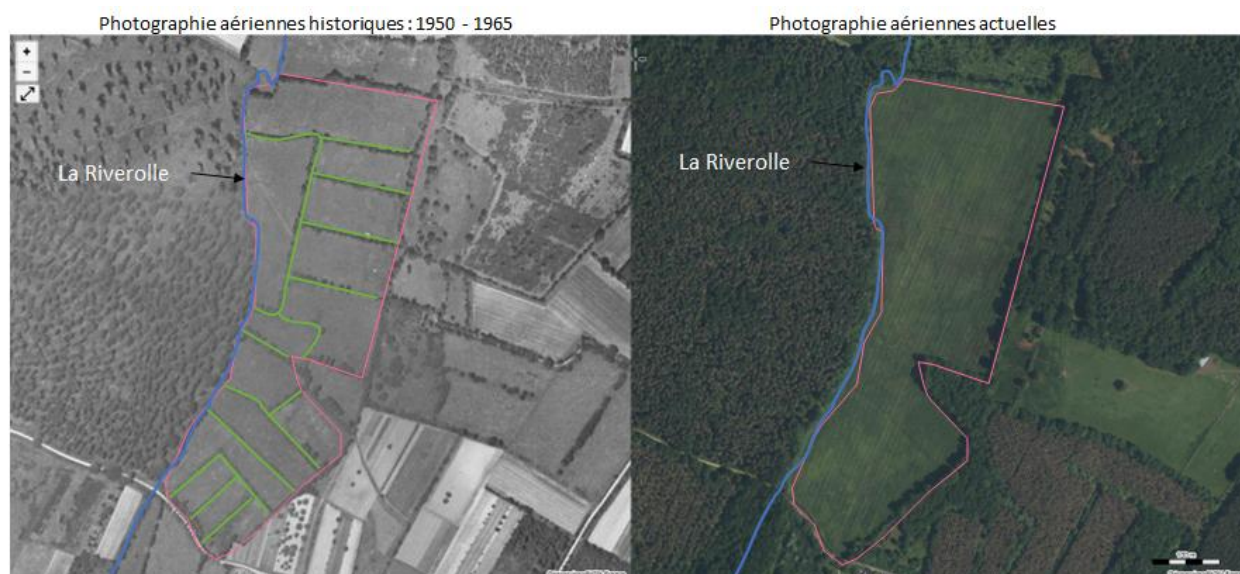 Photographie aériennes historiques : 1950 - 1965
Photographie aériennes actuelles
La Riverolle
La Riverolle